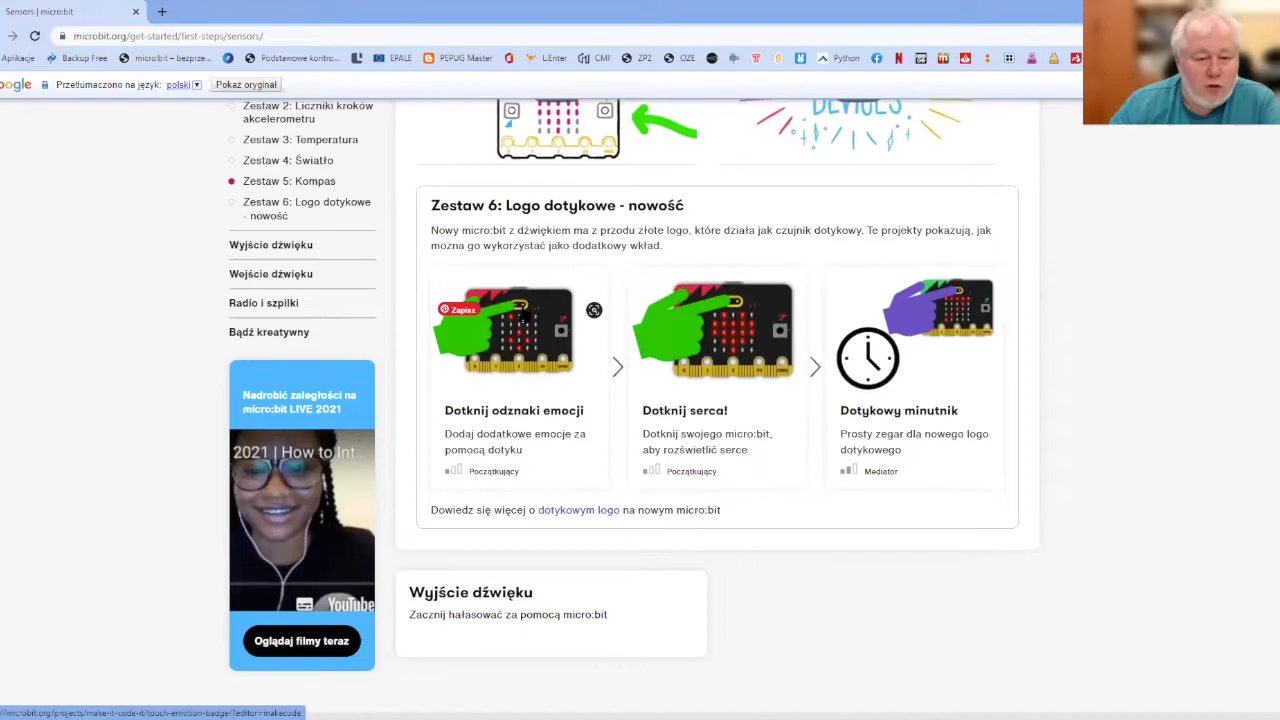 Sensors | microbit
microbit.org/get-started/first-steps/sensors/
Aplikacje Backup Free micro:bit – bezprze... Podstawowe kontro... EPALE PEPUG Master L.Enter CMI ZP2 OZE Python
oogle Przetłumaczono na język: polski Pokaż oryginał
Zestaw 2: Liczniki kroków
akcelerometru
Zestaw 3: Temperatura
Zestaw 4: Światło
Zestaw 5: Kompas
Zestaw 6: Logo dotykowe
- nowość
Wyjście dźwięku
Wejście dźwięku
Radio i szpilki
Bądź kreatywny
Nadrobić zaległości na
micro:bit LIVE 2021
2021 | How to Int...
YouTube
Oglądaj filmy teraz
DEVICES
Zestaw 6: Logo dotykowe - nowość
Nowy micro:bit z dźwiękiem ma z przodu złote logo, które działa jak czujnik dotykowy. Te projekty pokazują, jak
można go wykorzystać jako dodatkowy wkład.
Zapisz
Dotknij odznaki emocji
Dodaj dodatkowe emocje za
pomocą dotyku
Początkujący
Dotknij serca!
Dotknij swojego micro:bit,
aby rozświetlić serce
Początkujący
Dotykowy minutnik
Prosty zegar dla nowego logo
dotykowego
Mediator
Dowiedz się więcej o dotykowym logo na nowym micro:bit
Wyjście dźwięku
Zacznij hałasować za pomocą micro:bit
//microbit.org/projects/make-it-code-it/touch-emotion-badge/?editor=makecode